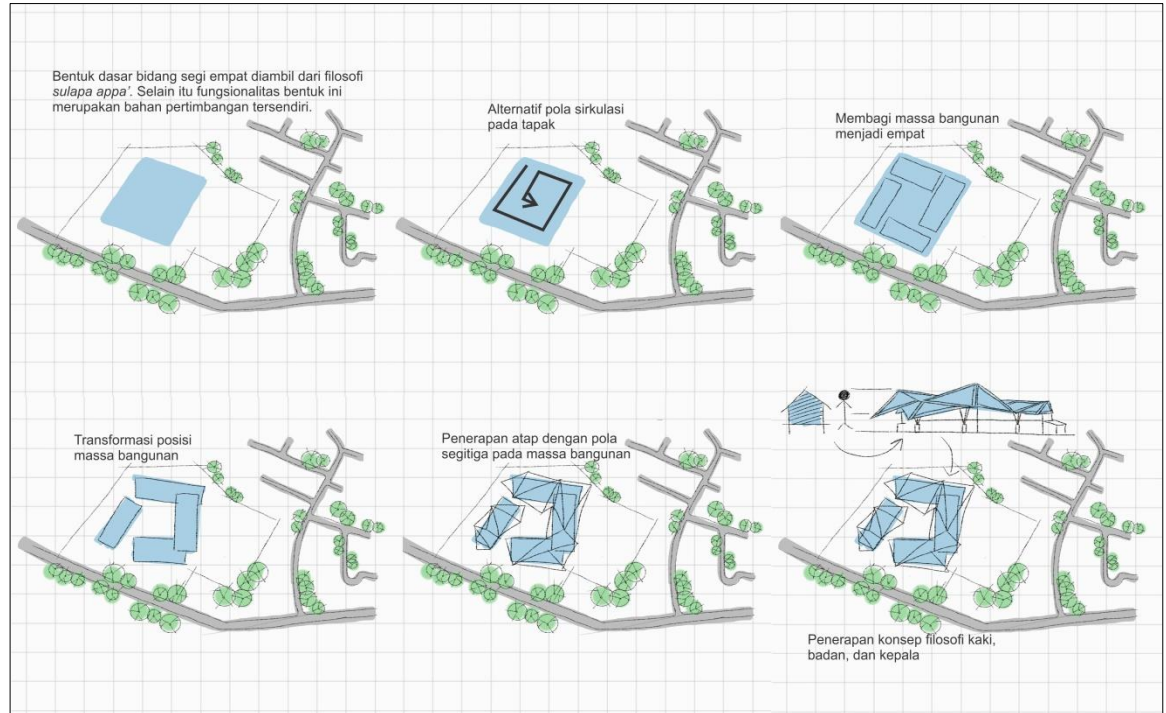 Bentuk dasar bidang segi empat diambil dari filosofi
sulapa appa'. Selain itu fungsionalitas bentuk ini
merupakan bahan pertimbangan tersendiri.
Alternatif pola sirkulasi
pada tapak
Membagi massa bangunan
menjadi empat
Transformasi posisi
massa bangunan
Penerapan atap dengan pola
segitiga pada massa bangunan
Penerapan konsep filosofi kaki,
badan, dan kepala